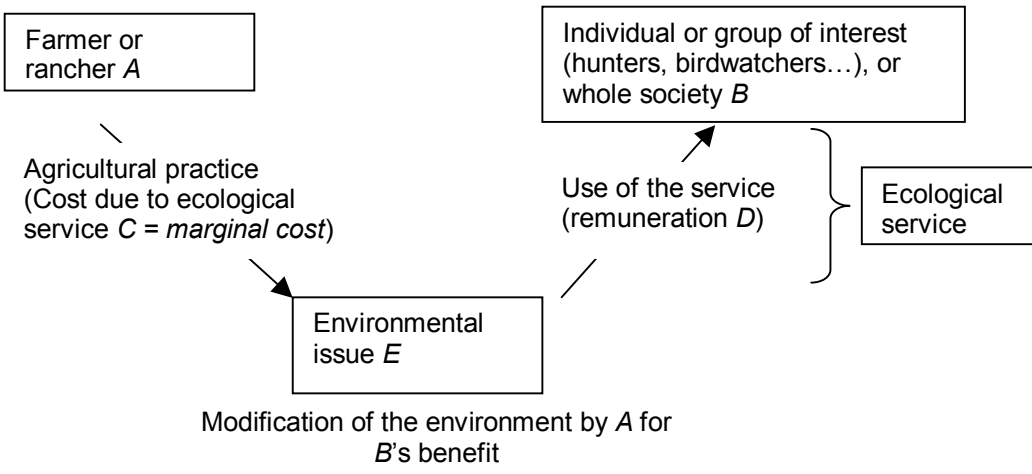 Farmer or
rancher A
Individual or group of interest
(hunters, birdwatchers…), or
whole society B
Agricultural practice
(Cost due to ecological
service C = marginal cost)
Use of the service
(remuneration D)
Ecological
service
Environmental
issue E
Modification of the environment by A for
B's benefit